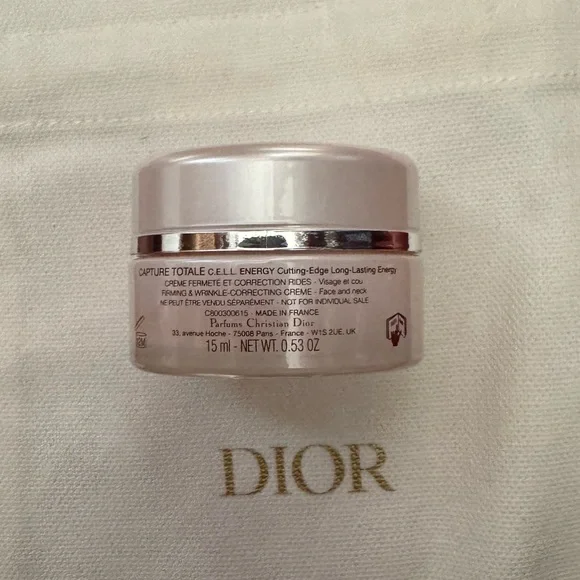 CAPTURE TOTALE C.E.L.L. ENERGY Cutting-Edge Long-Lasting Energy
CRÈME FERMETÉ ET CORRECTION RIDES - Visage et cou
FIRMING & WRINKLE-CORRECTING CREME - Face and neck
NE PEUT ÊTRE VENDU SÉPARÉMENT - NOT FOR INDIVIDUAL SALE
C800300615 - MADE IN FRANCE
Parfums Christian Dior
33, avenue Hoche - 75008 Paris - France - W1S 2UE, UK
15 ml - NET WT. 0.53 OZ
DIOR